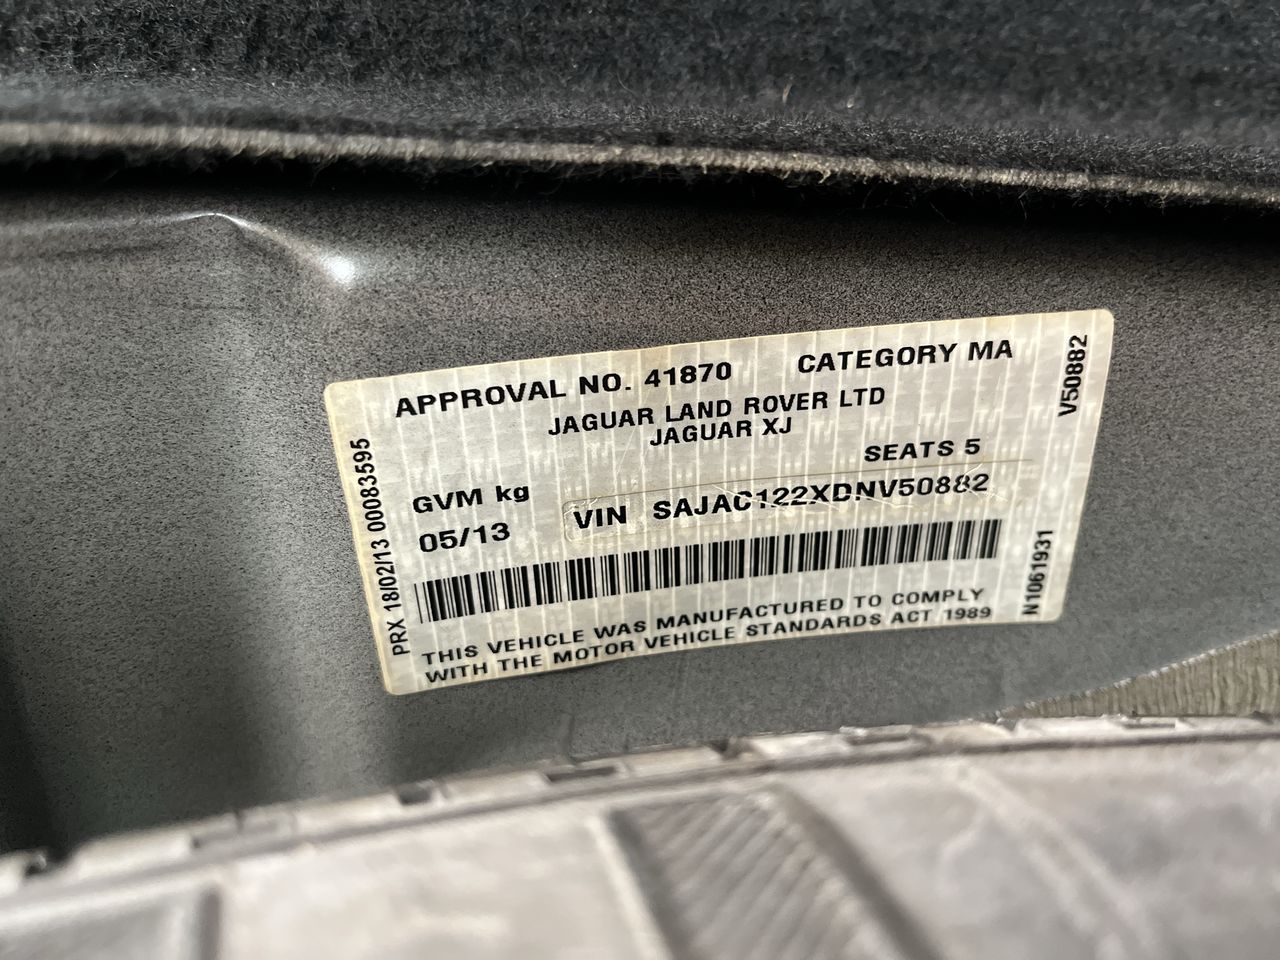 APPROVAL NO. 41870 CATEGORY MA
JAGUAR LAND ROVER LTD
JAGUAR XJ
SEATS 5
GVM kg
05/13
VIN SAJAC122XDNV50882
THIS VEHICLE WAS MANUFACTURED TO COMPLY
WITH THE MOTOR VEHICLE STANDARDS ACT 1989
PRX 18/02/13 00083595
V50882
N1061931